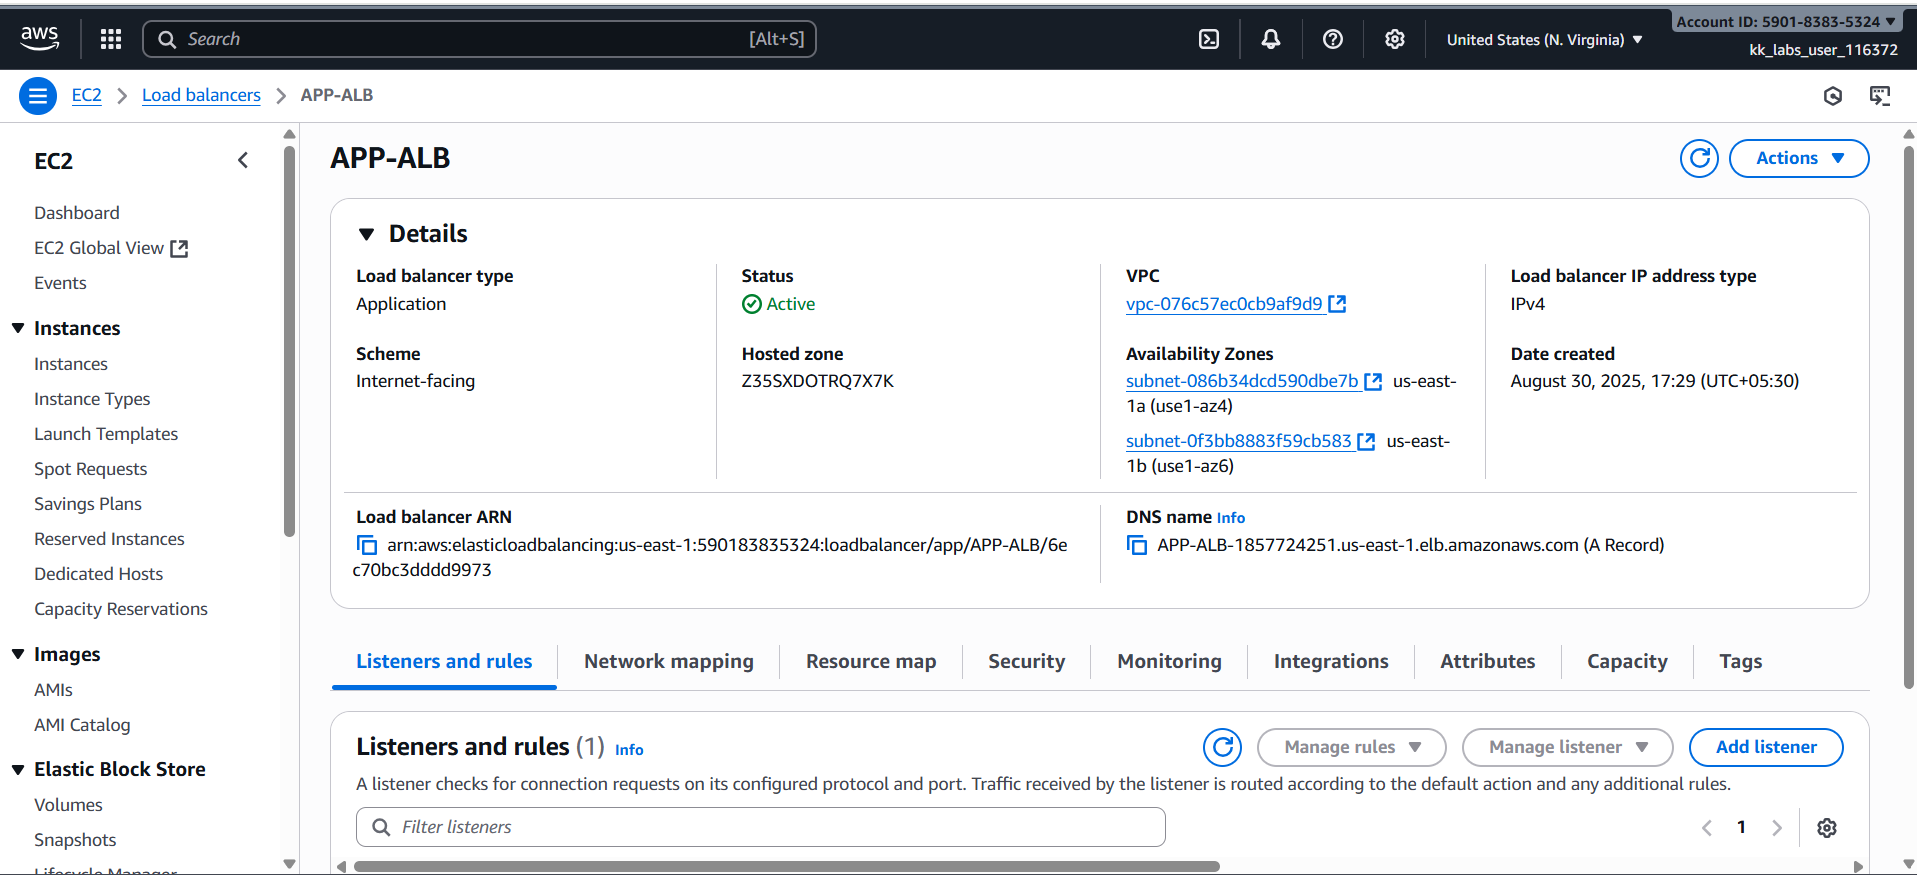 aws
Search [Alt+S]
United States (N. Virginia)
Account ID: 5901-8383-5324
kk_labs_user_116372
EC2 > Load balancers > APP-ALB
EC2
Dashboard
EC2 Global View
Events
Instances
Instances
Instance Types
Launch Templates
Spot Requests
Savings Plans
Reserved Instances
Dedicated Hosts
Capacity Reservations
Images
AMIs
AMI Catalog
Elastic Block Store
Volumes
Snapshots
Lifecycle Manager
APP-ALB
Actions
Details
Load balancer type
Application
Status
Active
VPC
vpc-076c57ec0cb9af9d9
Load balancer IP address type
IPv4
Scheme
Internet-facing
Hosted zone
Z35SXDOTRQ7X7K
Availability Zones
subnet-086b34dcd590dbe7b us-east-
1a (use1-az4)
subnet-0f3bb8883f59cb583 us-east-
1b (use1-az6)
Date created
August 30, 2025, 17:29 (UTC+05:30)
Load balancer ARN
arn:aws:elasticloadbalancing:us-east-1:590183835324:loadbalancer/app/APP-ALB/6e
c70bc3dddd9973
DNS name Info
APP-ALB-1857724251.us-east-1.elb.amazonaws.com (A Record)
Listeners and rules Network mapping Resource map Security Monitoring Integrations Attributes Capacity Tags
Listeners and rules (1) Info
Manage rules Manage listener Add listener
A listener checks for connection requests on its configured protocol and port. Traffic received by the listener is routed according to the default action and any additional rules.
Filter listeners
1